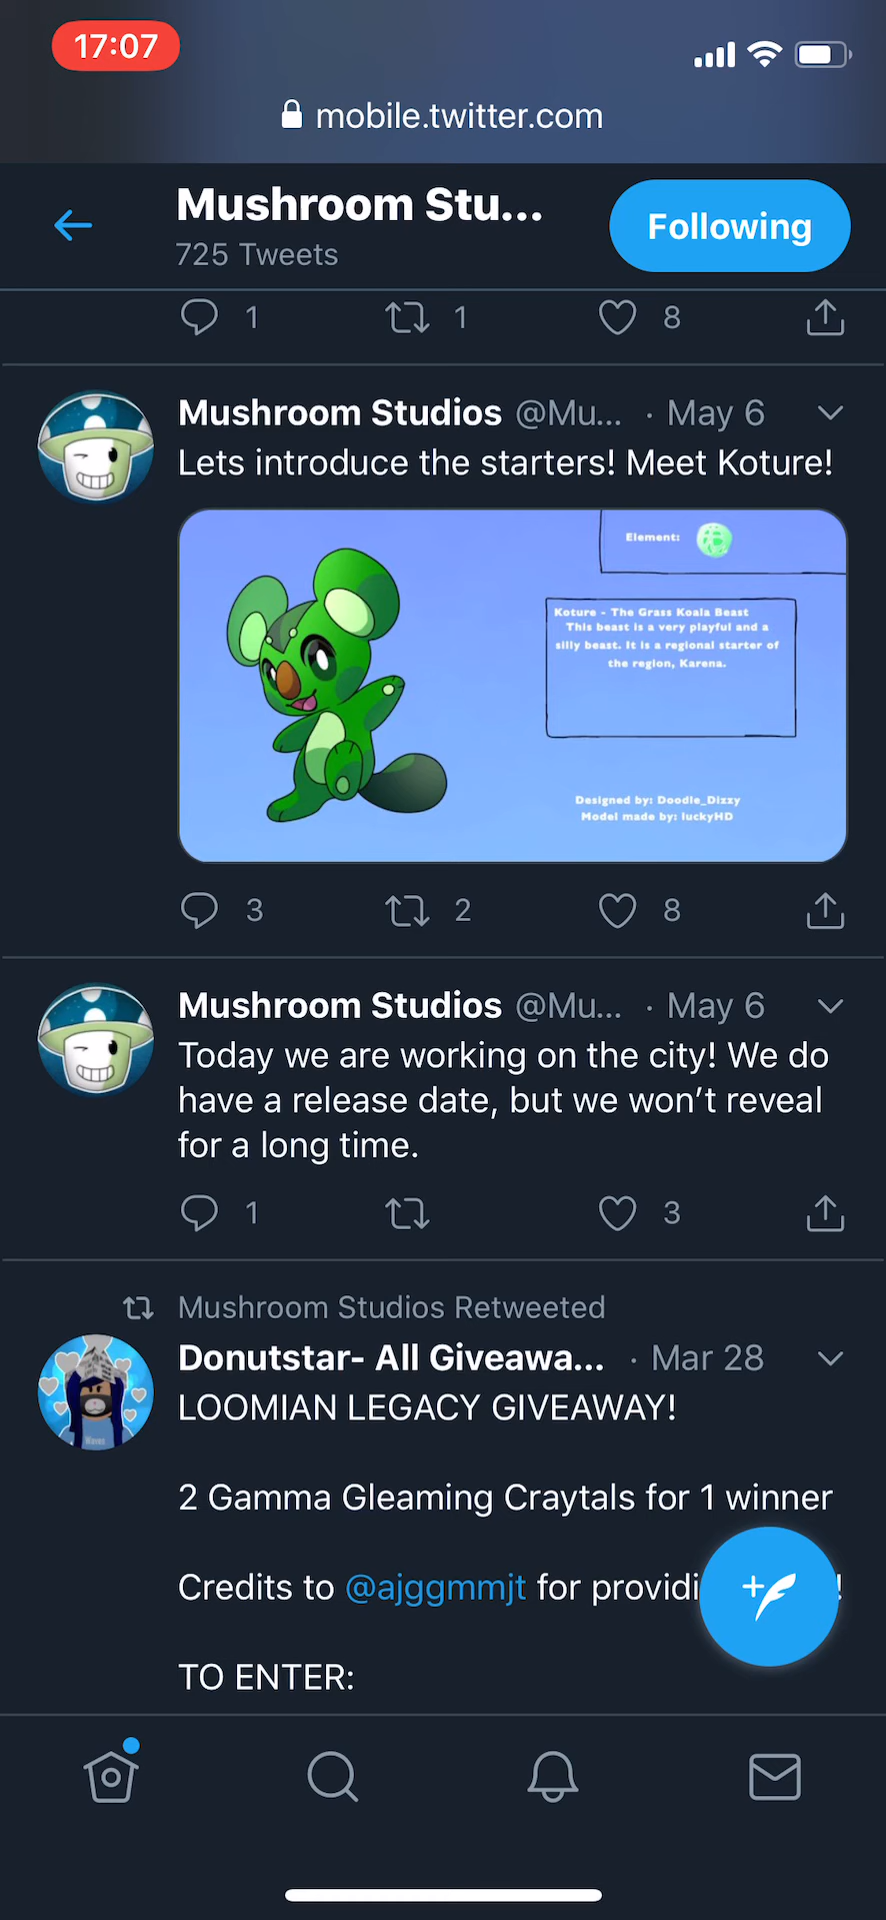 17:07
mobile.twitter.com
Mushroom Stu...
725 Tweets
Following
1 1 8
Mushroom Studios @Mu... · May 6
Lets introduce the starters! Meet Koture!
Element:
Koture - The Grass Koala Beast
This beast is a very playful and a
silly beast. It is a regional starter of
the region, Karena.
Designed by: Doodle_Dizzy
Model made by: luckyHD
3 2 8
Mushroom Studios @Mu... · May 6
Today we are working on the city! We do
have a release date, but we won't reveal
for a long time.
1 3
Mushroom Studios Retweeted
Donutstar- All Giveawa... · Mar 28
LOOMIAN LEGACY GIVEAWAY!
2 Gamma Gleaming Craytals for 1 winner
Credits to @ajggmmjt for providi !
TO ENTER: